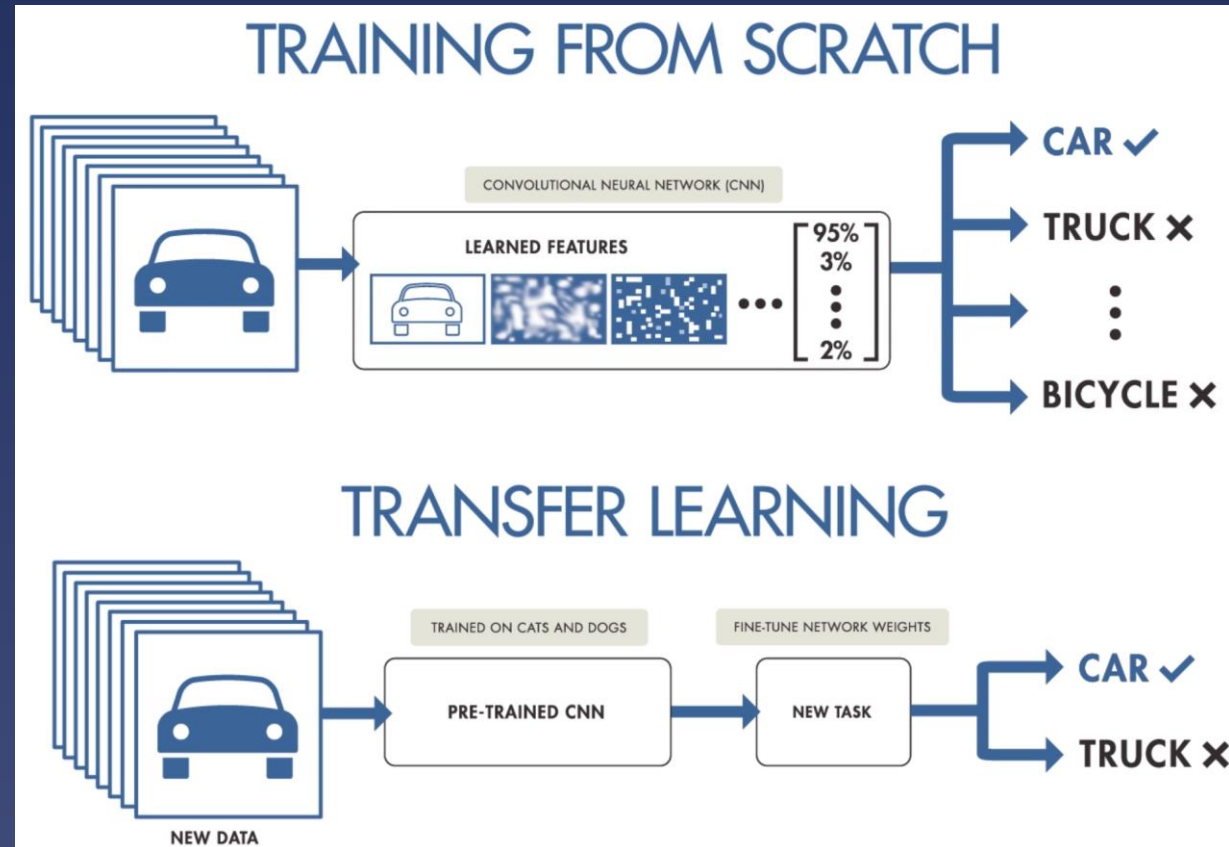 TRAINING FROM SCRATCH
CONVOLUTIONAL NEURAL NETWORK (CNN)
LEARNED FEATURES
95%
3%
2%
CAR ✓
TRUCK ✕
BICYCLE ✕
TRANSFER LEARNING
TRAINED ON CATS AND DOGS
FINE-TUNE NETWORK WEIGHTS
PRE-TRAINED CNN
NEW TASK
CAR ✓
TRUCK ✕
NEW DATA